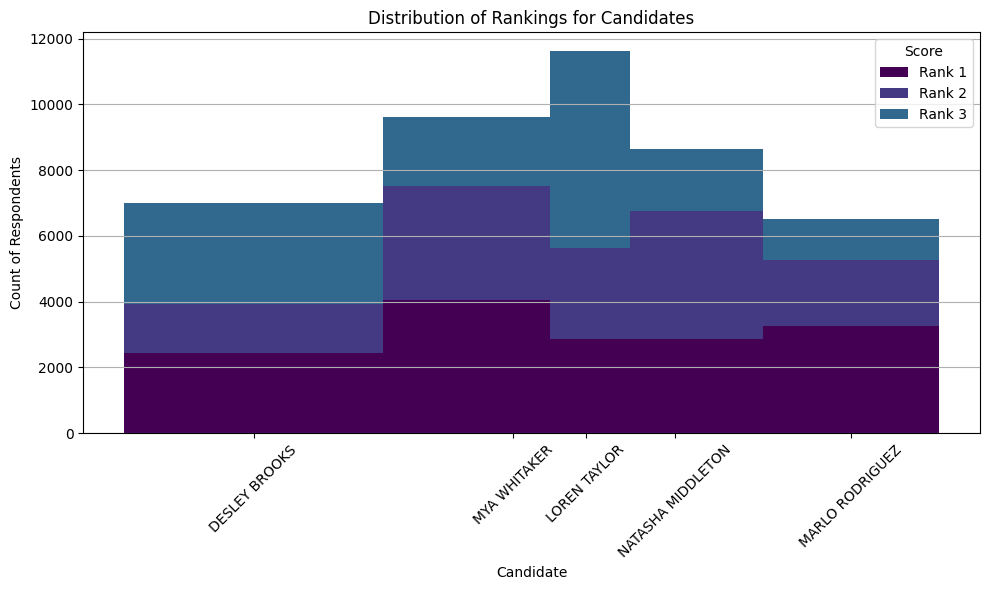 Distribution of Rankings for Candidates
Score
Rank 1
Rank 2
Rank 3
Count of Respondents
12000
10000
8000
6000
4000
2000
0
DESLEY BROOKS
MYA WHITAKER
LOREN TAYLOR
NATASHA MIDDLETON
MARLO RODRIGUEZ
Candidate